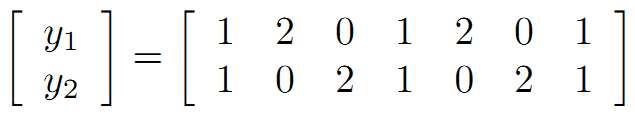 [ y₁ ] = [ 1 2 0 1 2 0 1 ]
[ y₂ ]   [ 1 0 2 1 0 2 1 ]